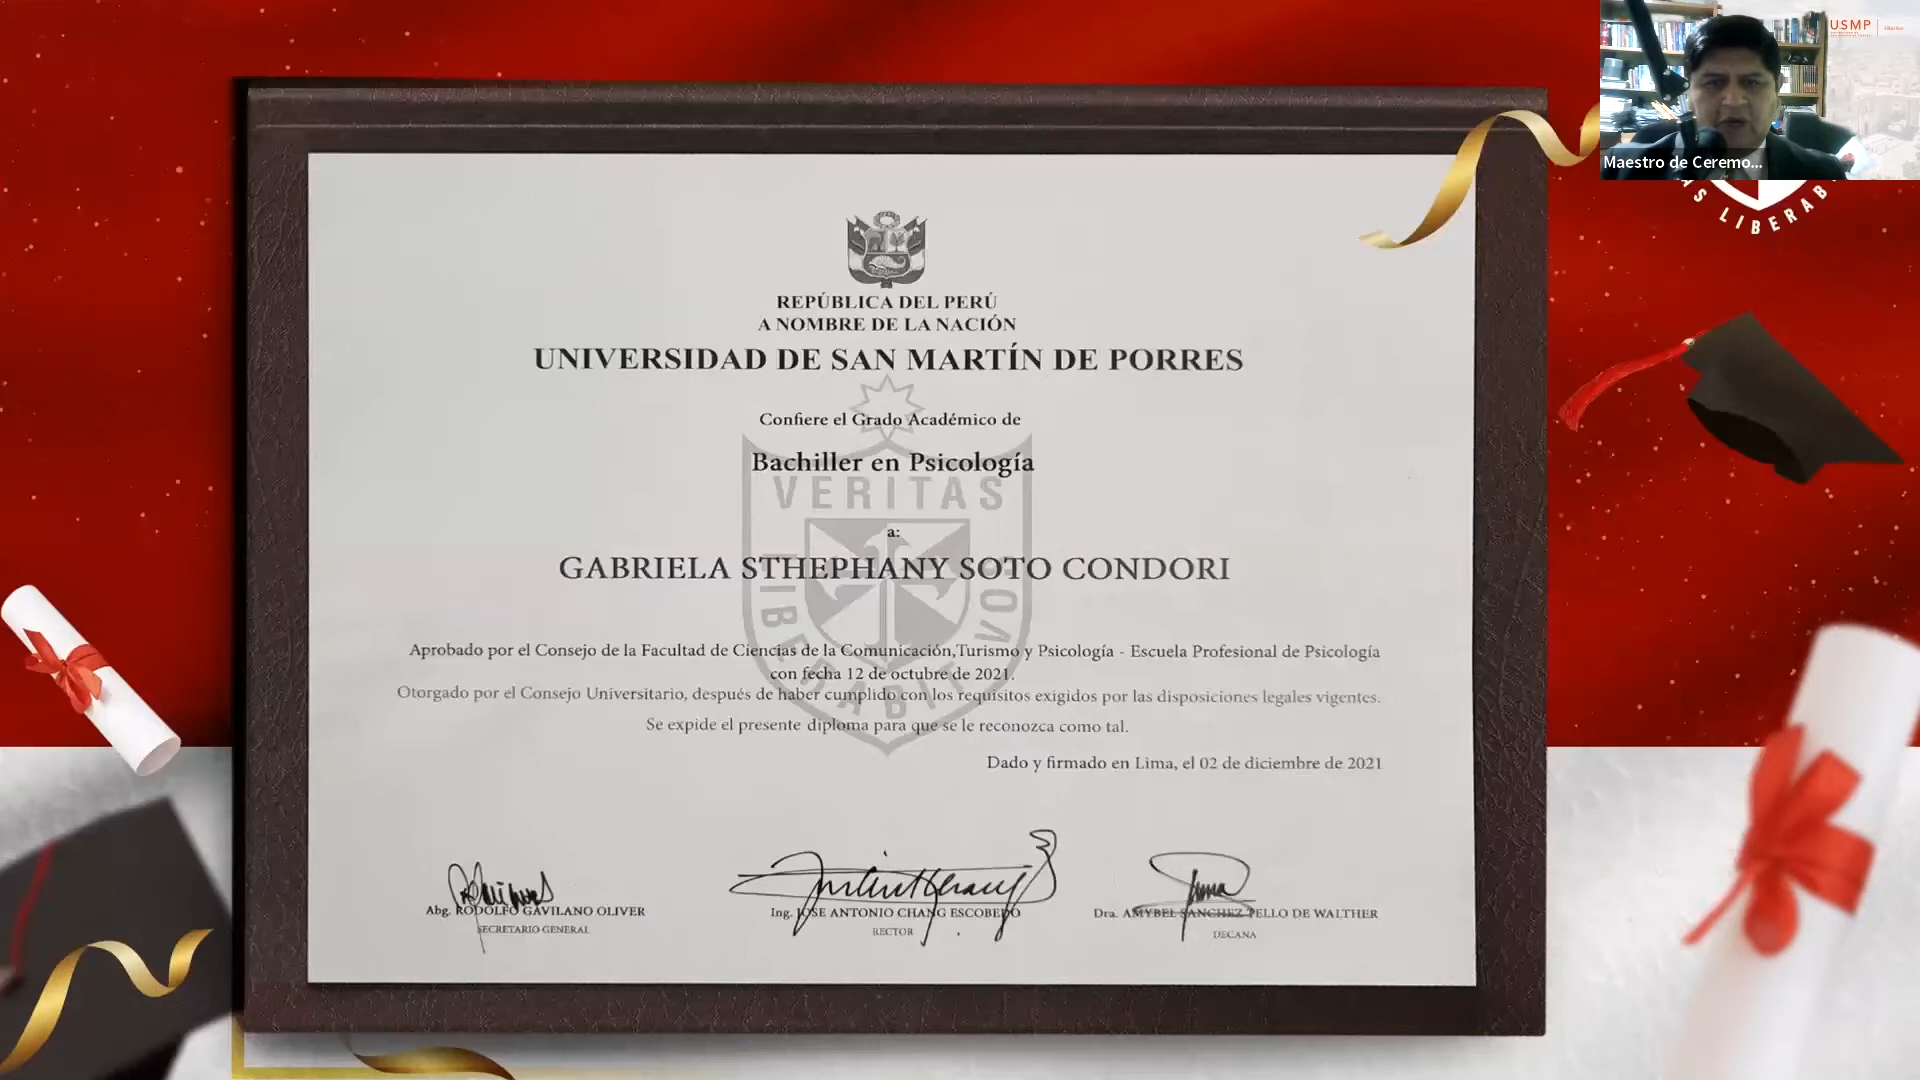 USMP
Maestro de Ceremo...
AS LIBERAB
REPÚBLICA DEL PERÚ
A NOMBRE DE LA NACIÓN
UNIVERSIDAD DE SAN MARTÍN DE PORRES
Confiere el Grado Académico de
Bachiller en Psicología
VERITAS
LIBERABIT
VOS
a:
GABRIELA STHEPHANY SOTO CONDORI
Aprobado por el Consejo de la Facultad de Ciencias de la Comunicación,Turismo y Psicología - Escuela Profesional de Psicología
con fecha 12 de octubre de 2021.
Otorgado por el Consejo Universitario, después de haber cumplido con los requisitos exigidos por las disposiciones legales vigentes.
Se expide el presente diploma para que se le reconozca como tal.
Dado y firmado en Lima, el 02 de diciembre de 2021
Abg. RODOLFO GAVILANO OLIVER
SECRETARIO GENERAL
Ing. JOSE ANTONIO CHANG ESCOBEDO
RECTOR
Dra. AMYBEL SANCHEZ TELLO DE WALTHER
DECANA